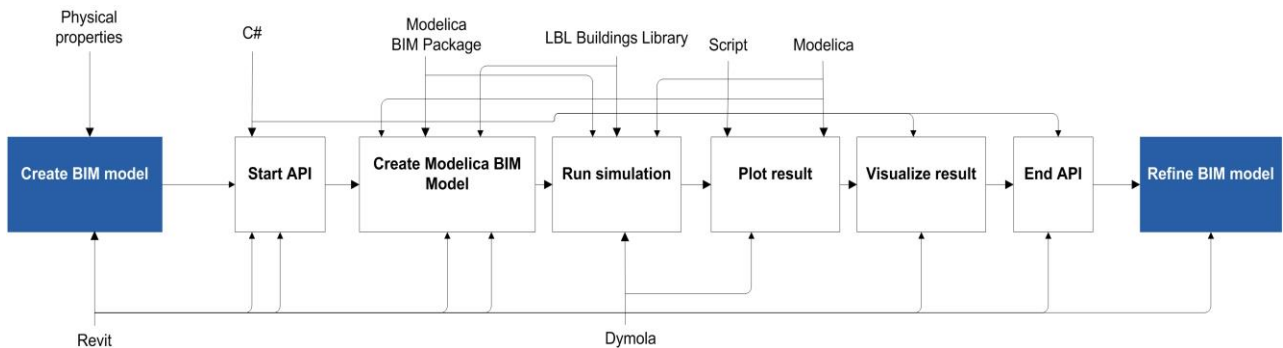 Physical
properties
C#
Modelica
BIM Package
LBL Buildings Library
Script
Modelica
Create BIM model
Start API
Create Modelica BIM
Model
Run simulation
Plot result
Visualize result
End API
Refine BIM model
Revit
Dymola